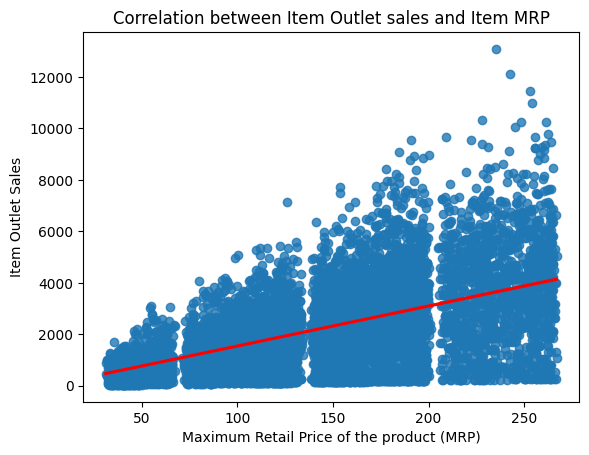 Correlation between Item Outlet sales and Item MRP
12000
10000
8000
6000
4000
2000
0
Item Outlet Sales
50 100 150 200 250
Maximum Retail Price of the product (MRP)